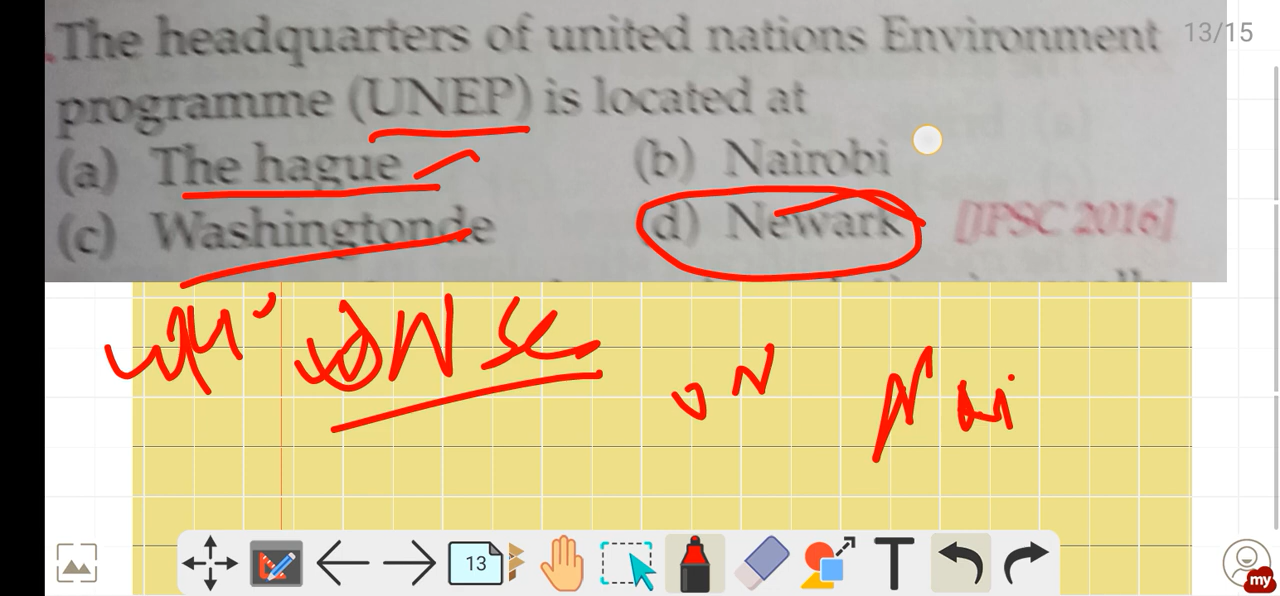 The headquarters of united nations Environment 13/15
programme (UNEP) is located at
(a) The hague (b) Nairobi
(c) Washingtonde d) Newark [JPSC 2016]
13 T
my